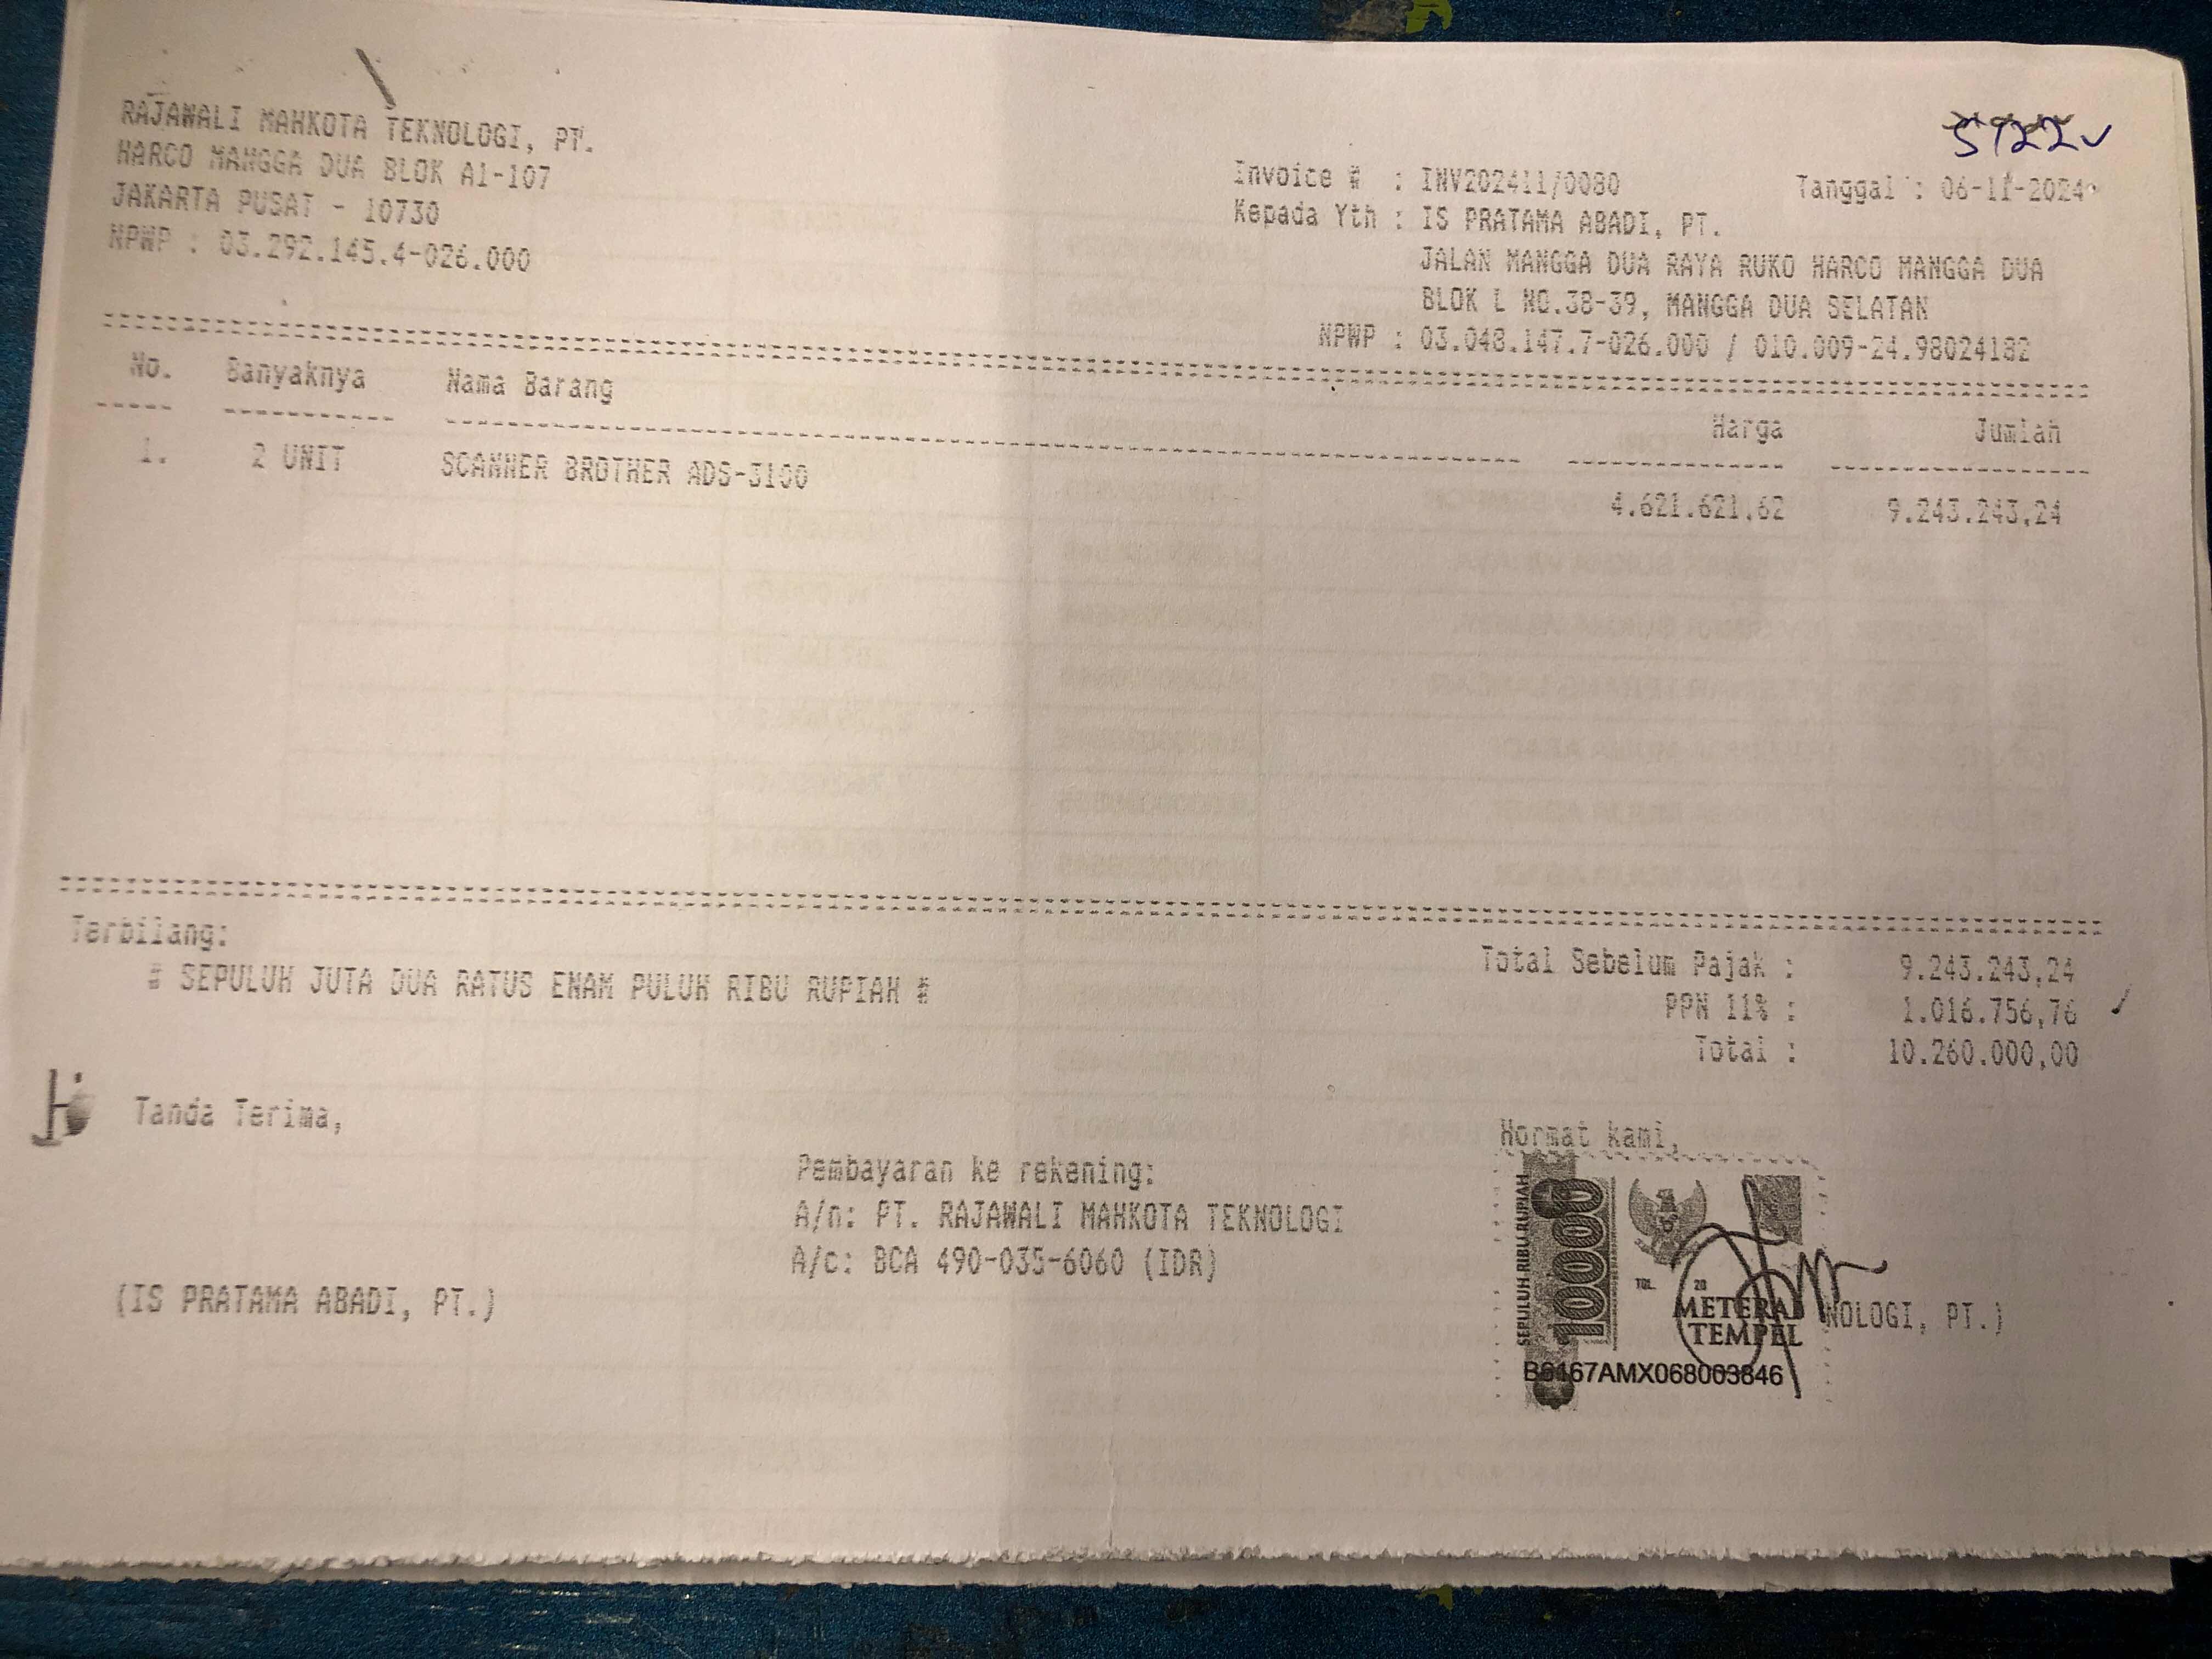 RAJAWALI MAHKOTA TEKNOLOGI, PT.
HARCO MANGGA DUA BLOK A1-107
JAKARTA PUSAT - 10730
NPWP : 03.292.145.4-026.000
Invoice # : INV202411/0080
Tanggal : 06-11-2024
Kepada Yth : IS PRATAMA ABADI, PT.
JALAN MANGGA DUA RAYA RUKO HARCO MANGGA DUA
BLOK L NO.38-39, MANGGA DUA SELATAN
NPWP : 03.048.147.7-026.000 / 010.009-24.98024182
No. Banyaknya Nama Barang Harga Jumlah
1. 2 UNIT SCANNER BROTHER ADS-3100 4.621.621,62 9.243.243,24
Terbilang:
# SEPULUH JUTA DUA RATUS ENAM PULUH RIBU RUPIAH #
Total Sebelum Pajak : 9.243.243,24
PPN 11% : 1.016.756,76
Total : 10.260.000,00
Tanda Terima,
(IS PRATAMA ABADI, PT.)
Pembayaran ke rekening:
A/n: PT. RAJAWALI MAHKOTA TEKNOLOGI
A/c: BCA 490-035-6060 (IDR)
Hormat kami,
SEPULUH RIBU RUPIAH
10000
TGL. 20
METERAI
TEMPEL
NOLOGI, PT.)